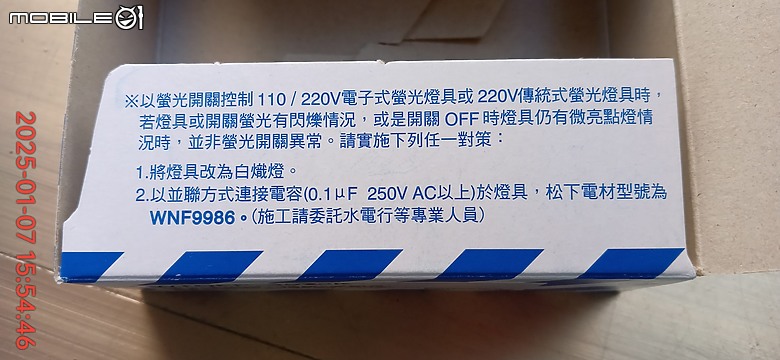 MOBILE01
※以螢光開關控制 110 / 220V電子式螢光燈具或 220V傳統式螢光燈具時，
若燈具或開關螢光有閃爍情況，或是開關 OFF 時燈具仍有微亮點燈情
況時，並非螢光開關異常。請實施下列任一對策：
1.將燈具改為白熾燈。
2.以並聯方式連接電容(0.1μF 250V AC以上)於燈具，松下電材型號為
WNF9986。(施工請委託水電行等專業人員)
2025-01-07 15:54:46